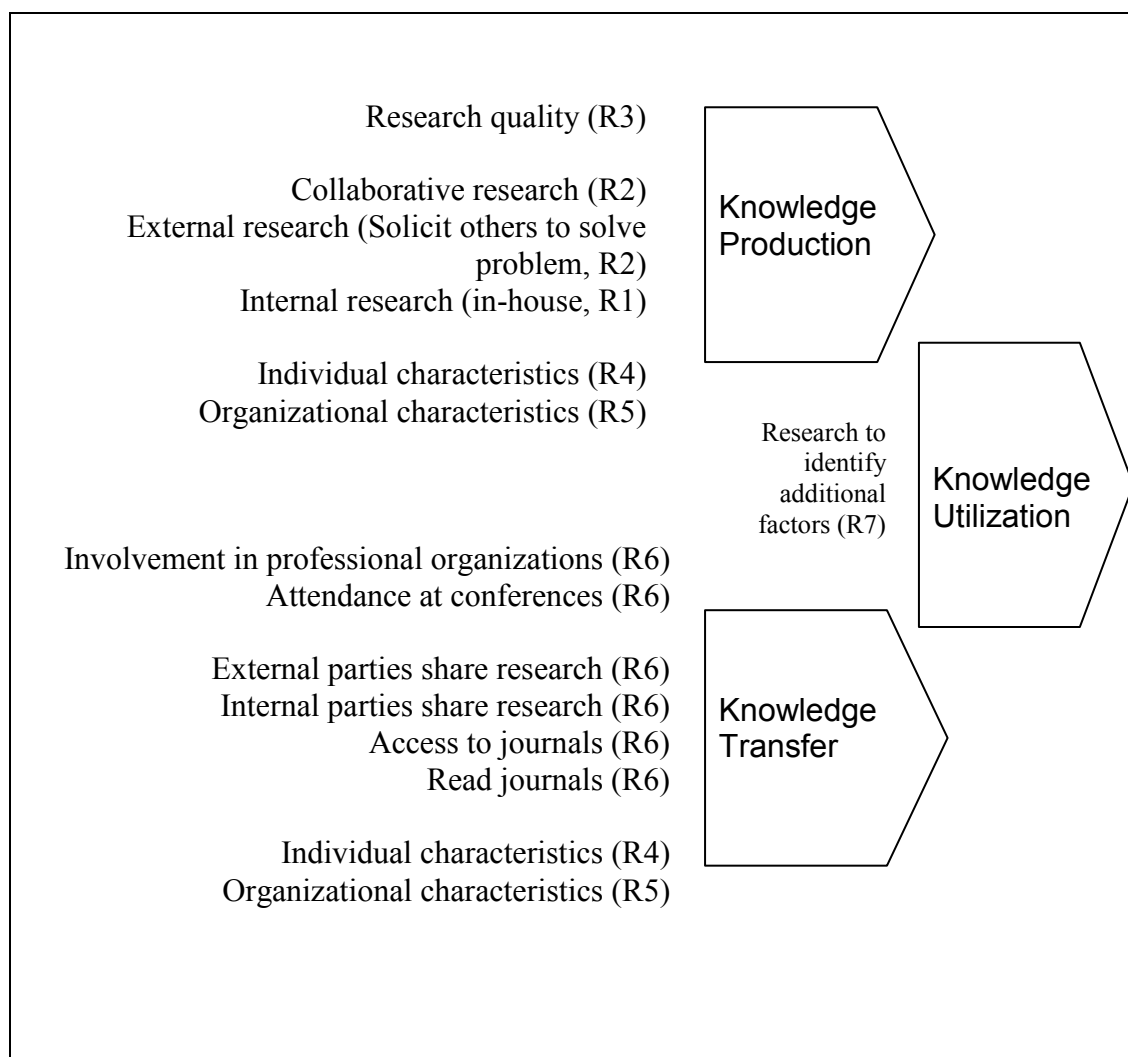 Research quality (R3)
Collaborative research (R2)
External research (Solicit others to solve
problem, R2)
Internal research (in-house, R1)
Individual characteristics (R4)
Organizational characteristics (R5)
Knowledge
Production
Research to
identify
additional
factors (R7)
Knowledge
Utilization
Involvement in professional organizations (R6)
Attendance at conferences (R6)
External parties share research (R6)
Internal parties share research (R6)
Access to journals (R6)
Read journals (R6)
Individual characteristics (R4)
Organizational characteristics (R5)
Knowledge
Transfer